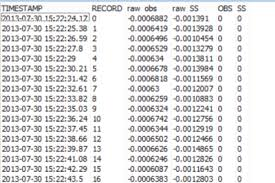 TIMESTAMP RECORD raw obs raw SS OBS SS
2013-07-30 15:22:24.17 0 -0.0006882 -0.001391 0 0
2013-07-30 15:22:25.38 1 -0.0006419 -0.0013928 0 0
2013-07-30 15:22:26.59 2 -0.0006496 -0.0010454 0 0
2013-07-30 15:22:27.8 3 -0.0006529 -0.0014279 0 0
2013-07-30 15:22:29 4 -0.0006634 -0.001131 0 0
2013-07-30 15:22:30.21 5 -0.0006678 -0.0013984 0 0
2013-07-30 15:22:31.42 6 -0.0006818 -0.0011569 0 0
2013-07-30 15:22:32.61 7 -0.00063 -0.0012007 0 0
2013-07-30 15:22:33.82 8 -0.0006259 -0.0010883 0 0
2013-07-30 15:22:35.03 9 -0.0006324 -0.0012241 0 0
2013-07-30 15:22:36.24 10 -0.0006742 -0.0012756 0 0
2013-07-30 15:22:37.45 11 -0.0006344 -0.0012919 0 0
2013-07-30 15:22:38.66 12 -0.0006502 -0.0012466 0 0
2013-07-30 15:22:39.87 13 -0.0006626 -0.0014865 0 0
2013-07-30 15:22:41.08 14 -0.0006246 -0.0012826 0 0
2013-07-30 15:22:42.29 15 -0.0006087 -0.0011643 0 0
2013-07-30 15:22:43.5 16 -0.0006383 -0.0012803 0 0